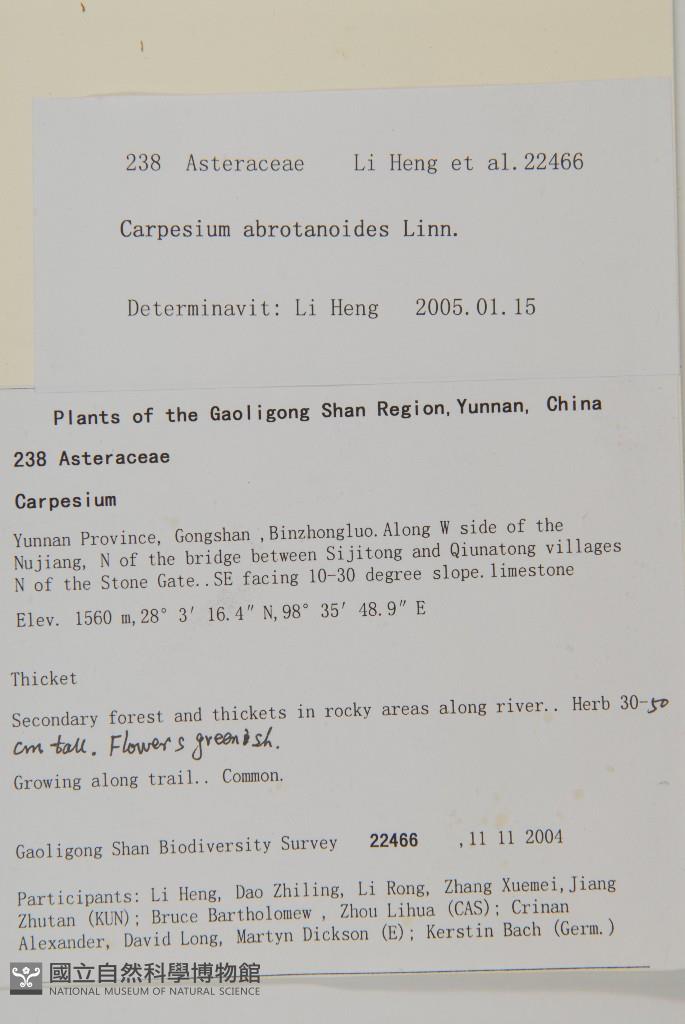 238 Asteraceae Li Heng et al.22466
Carpesium abrotanoides Linn.
Determinavit: Li Heng 2005.01.15
Plants of the Gaoligong Shan Region,Yunnan, China
238 Asteraceae
Carpesium
Yunnan Province, Gongshan ,Binzhongluo.Along W side of the
Nujiang, N of the bridge between Sijitong and Qiunatong villages
N of the Stone Gate..SE facing 10-30 degree slope.limestone
Elev. 1560 m,28° 3′ 16.4″ N,98° 35′ 48.9″ E
Thicket
Secondary forest and thickets in rocky areas along river.. Herb 30-50
cm tall. Flowers greenish.
Growing along trail.. Common.
Gaoligong Shan Biodiversity Survey 22466 ,11 11 2004
Participants: Li Heng, Dao Zhiling, Li Rong, Zhang Xuemei,Jiang
Zhutan (KUN); Bruce Bartholomew , Zhou Lihua (CAS); Crinan
Alexander, David Long, Martyn Dickson (E); Kerstin Bach (Germ.)
國立自然科學博物館
NATIONAL MUSEUM OF NATURAL SCIENCE